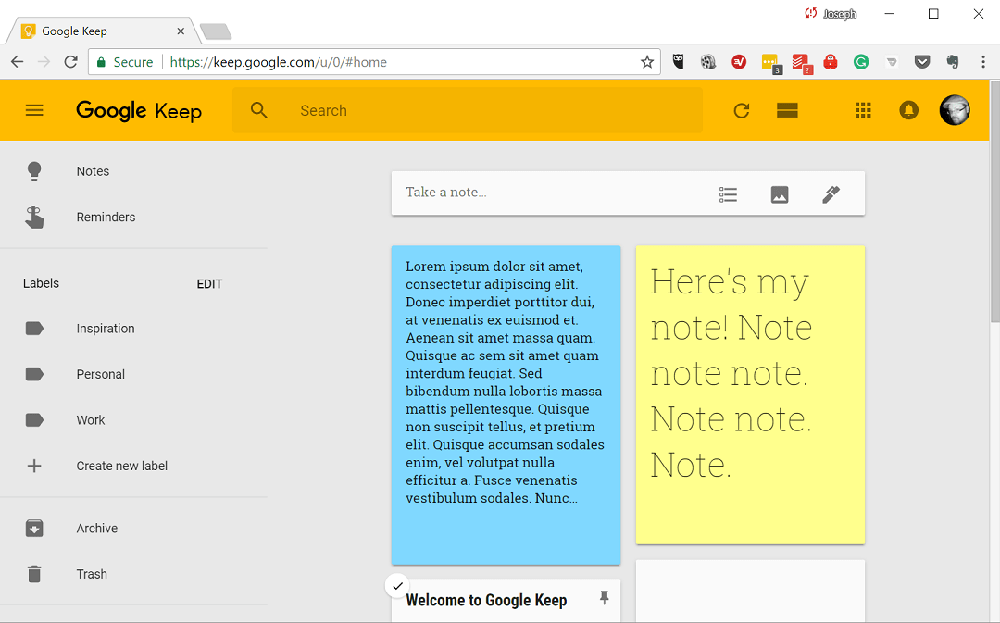 Joseph
Google Keep
Secure
https://keep.google.com/u/0/#home
3
?
Google Keep
Search
Notes
Reminders
Labels
EDIT
Inspiration
Personal
Work
Create new label
Archive
Trash
Take a note...
Lorem ipsum dolor sit amet,
consectetur adipiscing elit.
Donec imperdiet porttitor dui,
at venenatis ex euismod et.
Aenean sit amet massa quam.
Quisque ac sem sit amet quam
interdum feugiat. Sed
bibendum nulla lobortis massa
mattis pellentesque. Quisque
non suscipit tellus, et pretium
elit. Quisque accumsan sodales
enim, vel volutpat nulla
efficitur a. Fusce venenatis
vestibulum sodales. Nunc...
Here's my
note! Note
note note.
Note note.
Note.
Welcome to Google Keep